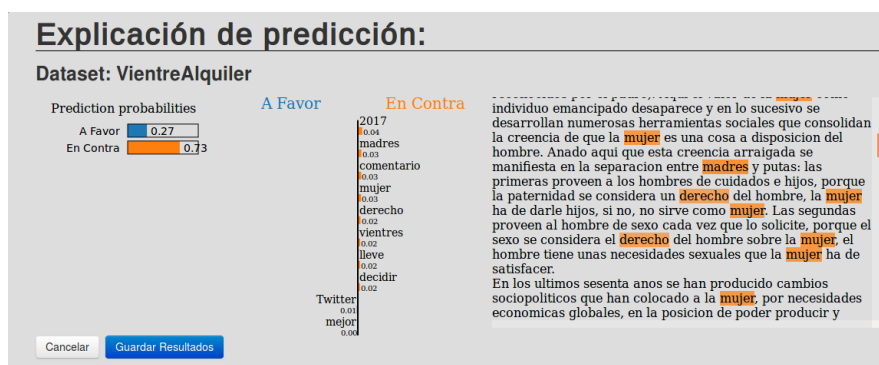 Explicación de predicción:
Dataset: VientreAlquiler
Prediction probabilities
A Favor 0.27
En Contra 0.73
A Favor En Contra
2017
0.04
madres
0.03
comentario
0.03
mujer
0.03
derecho
0.02
vientres
0.02
lleve
0.02
decidir
0.02
Twitter
0.01
mejor
0.00
individuo emancipado desaparece y en lo sucesivo se
desarrollan numerosas herramientas sociales que consolidan
la creencia de que la mujer es una cosa a disposicion del
hombre. Anado aqui que esta creencia arraigada se
manifiesta en la separacion entre madres y putas: las
primeras proveen a los hombres de cuidados e hijos, porque
la paternidad se considera un derecho del hombre, la mujer
ha de darle hijos, si no, no sirve como mujer. Las segundas
proveen al hombre de sexo cada vez que lo solicite, porque el
sexo se considera el derecho del hombre sobre la mujer, el
hombre tiene unas necesidades sexuales que la mujer ha de
satisfacer.
En los ultimos sesenta anos se han producido cambios
sociopoliticos que han colocado a la mujer, por necesidades
economicas globales, en la posicion de poder producir y
Cancelar Guardar Resultados